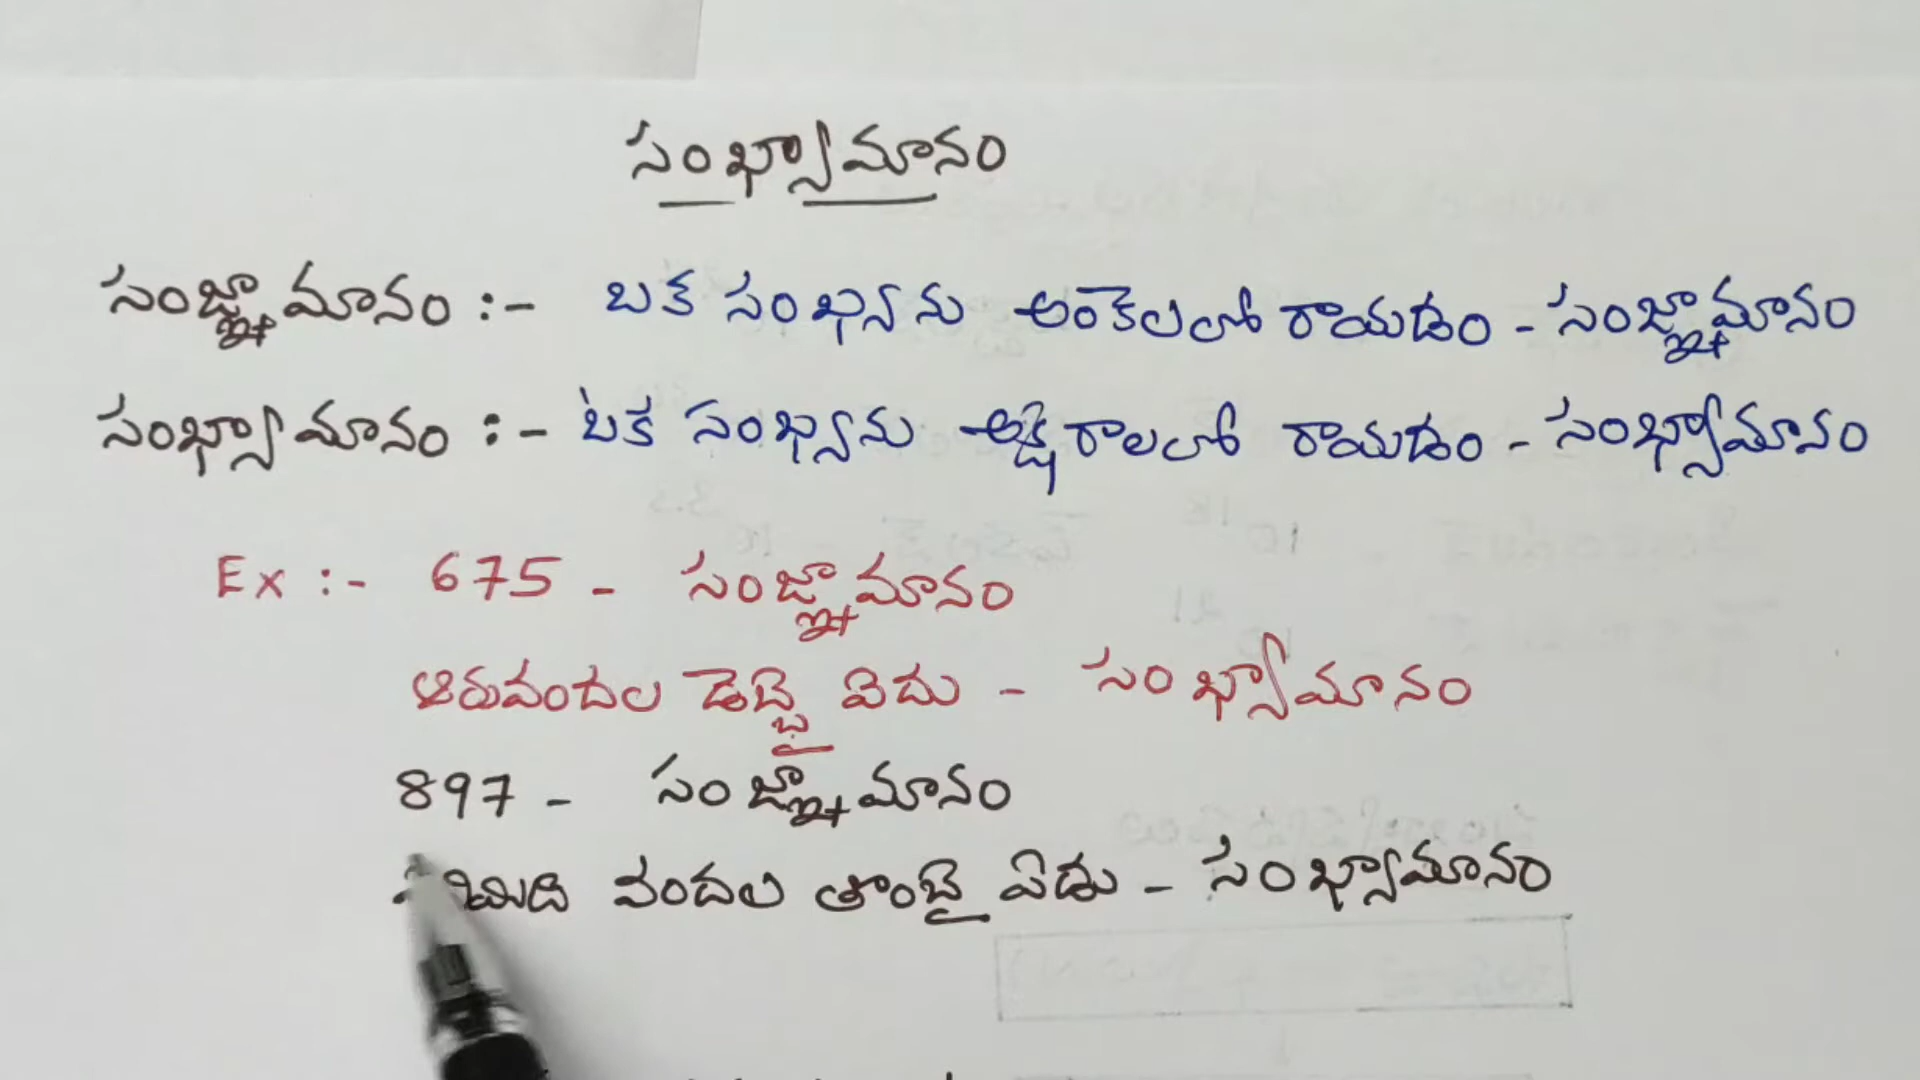 సంఖ్యామానం
సంజ్ఞామానం :- ఒక సంఖ్యను అంకెలలో రాయడం - సంజ్ఞామానం
సంఖ్యామానం :- ఒక సంఖ్యను అక్షరాలలో రాయడం - సంఖ్యామానం
Ex :- 675 - సంజ్ఞామానం
ఆరువందల డెబ్బై ఐదు - సంఖ్యామానం
897 - సంజ్ఞామానం
వందల తొంబై ఏడు - సంఖ్యామానం